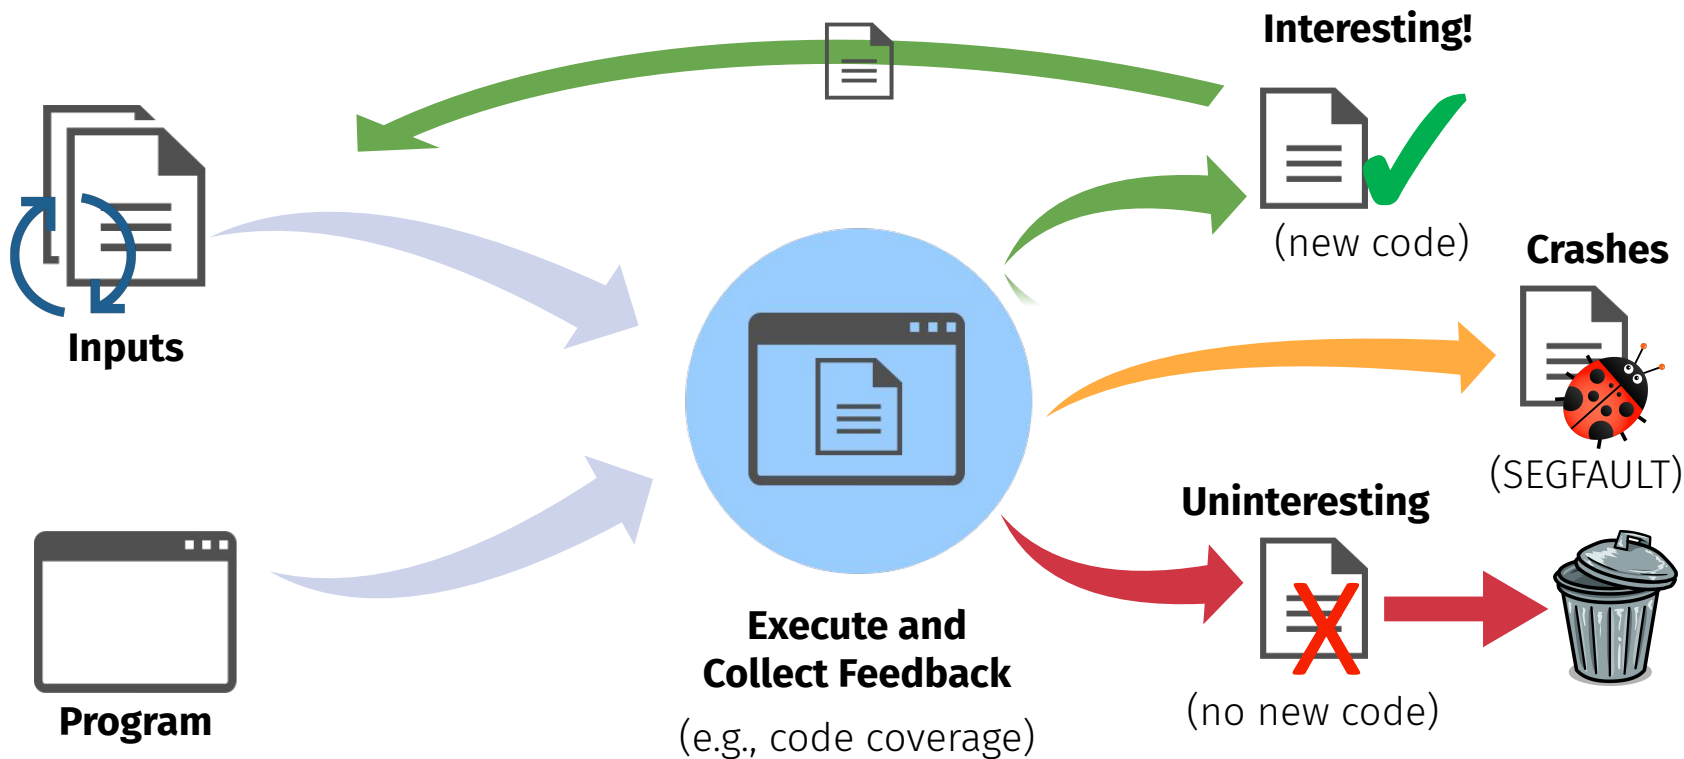 Interesting!
(new code)
Crashes
(SEGFAULT)
Inputs
Uninteresting
(no new code)
Execute and
Collect Feedback
(e.g., code coverage)
Program